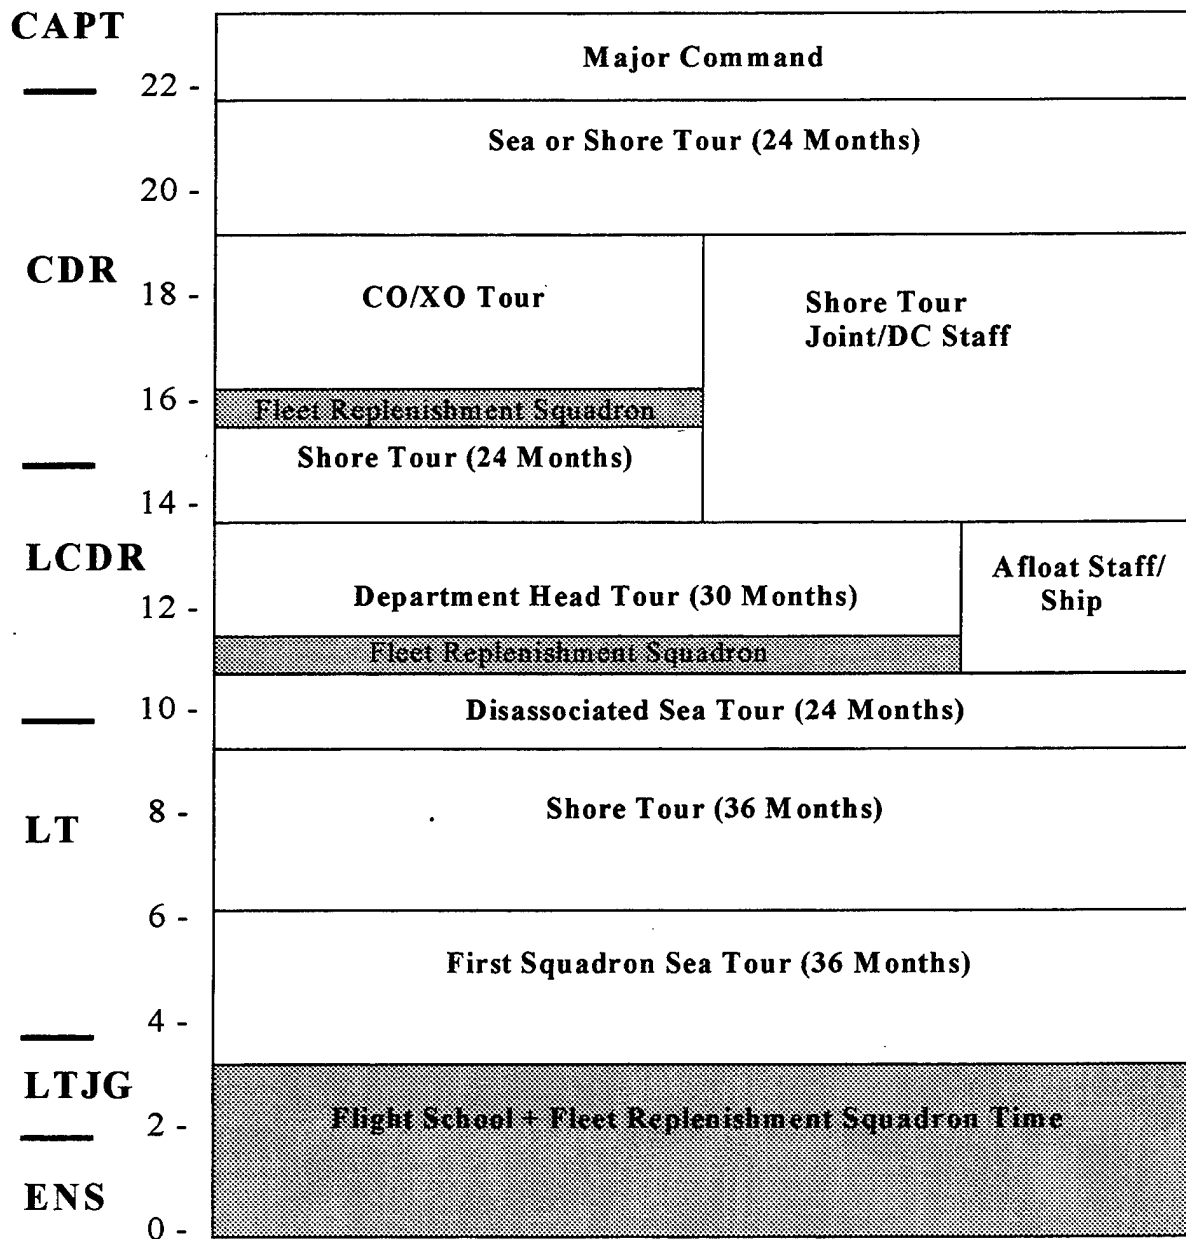 CAPT
Major Command
22 -
Sea or Shore Tour (24 Months)
20 -
CDR
18 -
CO/XO Tour
Shore Tour
Joint/DC Staff
16 -
Fleet Replenishment Squadron
Shore Tour (24 Months)
14 -
LCDR
Afloat Staff/
Ship
12 -
Department Head Tour (30 Months)
Fleet Replenishment Squadron
10 -
Disassociated Sea Tour (24 Months)
8 -
Shore Tour (36 Months)
LT
6 -
First Squadron Sea Tour (36 Months)
4 -
LTJG
2 -
Flight School + Fleet Replenishment Squadron Time
ENS
0 -